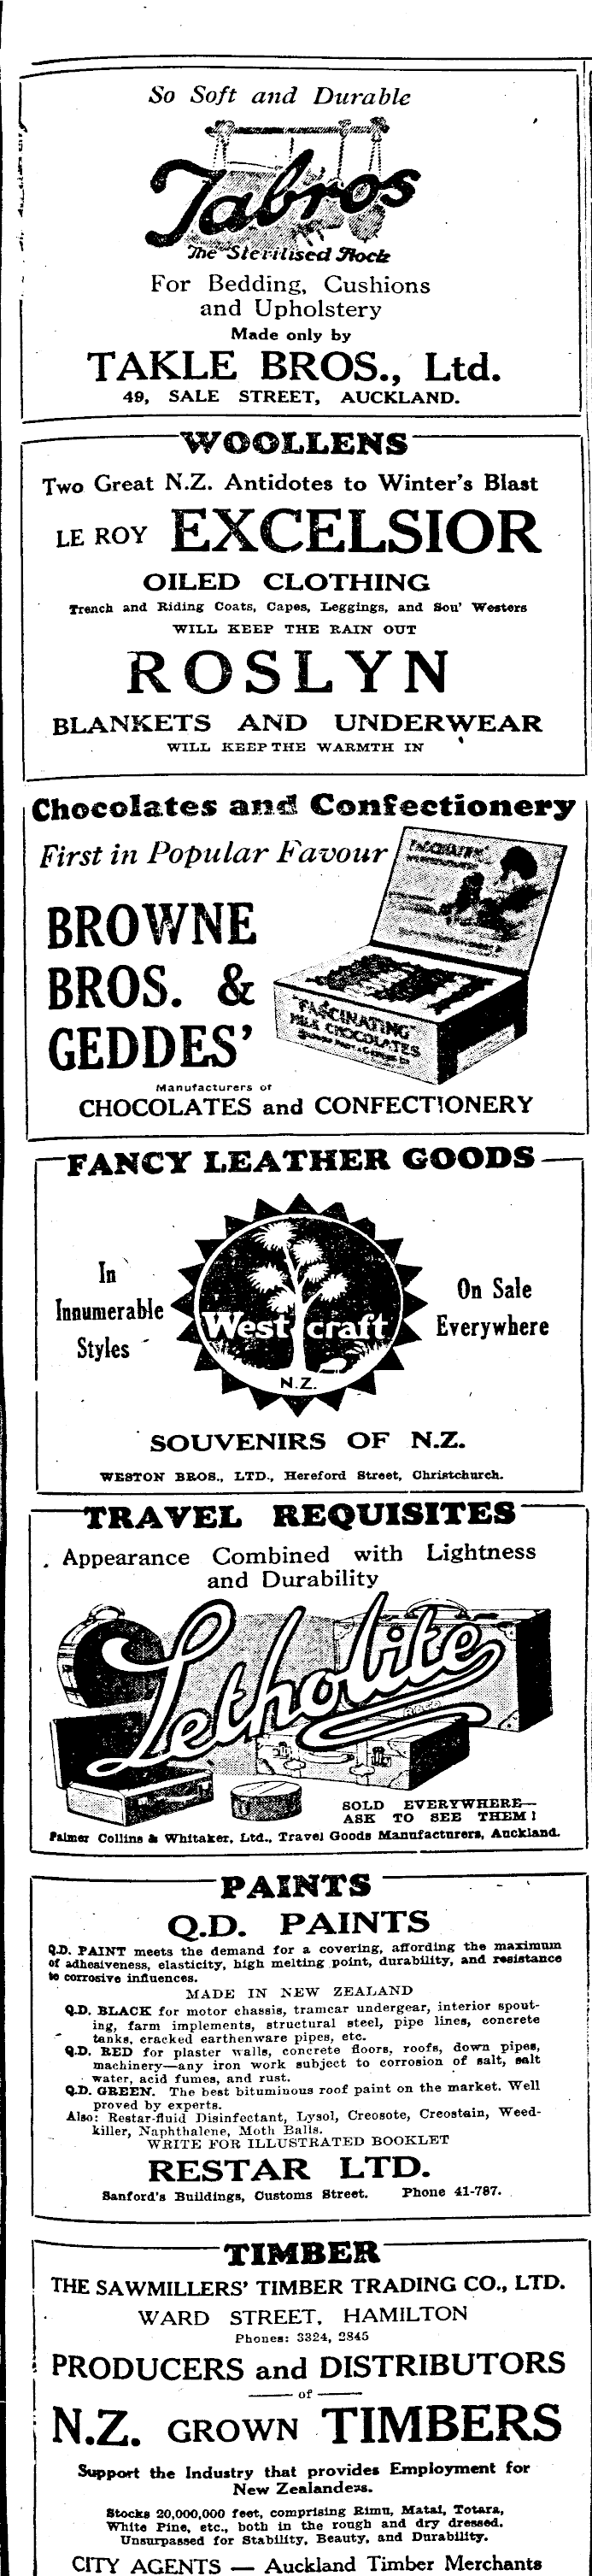 So Soft and Durable
Tabros
The Sterilised Flock
For Bedding, Cushions
and Upholstery
Made only by
TAKLE BROS., Ltd.
49, SALE STREET, AUCKLAND.
WOOLLENS
Two Great N.Z. Antidotes to Winter's Blast
LE ROY EXCELSIOR
OILED CLOTHING
Trench and Riding Coats, Capes, Leggings, and Sou' Westers
WILL KEEP THE RAIN OUT
ROSLYN
BLANKETS AND UNDERWEAR
WILL KEEP THE WARMTH IN
Chocolates and Confectionery
First in Popular Favour
BROWNE
BROS. &
GEDDES'
"FASCINATING"
MILK CHOCOLATES
Manufacturers of
CHOCOLATES and CONFECTIONERY
FANCY LEATHER GOODS
In
Innumerable
Styles
Westcraft
N.Z.
On Sale
Everywhere
SOUVENIRS OF N.Z.
WESTON BROS., LTD., Hereford Street, Christchurch.
TRAVEL REQUISITES
Appearance Combined with Lightness
and Durability
Letholite
SOLD EVERYWHERE—
ASK TO SEE THEM!
Palmer Collins & Whitaker, Ltd., Travel Goods Manufacturers, Auckland.
PAINTS
Q.D. PAINTS
Q.D. PAINT meets the demand for a covering, affording the maximum
of adhesiveness, elasticity, high melting point, durability, and resistance
to corrosive influences.
MADE IN NEW ZEALAND
Q.D. BLACK for motor chassis, tramcar undergear, interior spout-
ing, farm implements, structural steel, pipe lines, concrete
tanks, cracked earthenware pipes, etc.
Q.D. RED for plaster walls, concrete floors, roofs, down pipes,
machinery—any iron work subject to corrosion of salt, salt
water, acid fumes, and rust.
Q.D. GREEN. The best bituminous roof paint on the market. Well
proved by experts.
Also: Restar-fluid Disinfectant, Lysol, Creosote, Creostain, Weed-
killer, Naphthalene, Moth Balls.
WRITE FOR ILLUSTRATED BOOKLET
RESTAR LTD.
Sanford's Buildings, Customs Street. Phone 41-787.
TIMBER
THE SAWMILLERS' TIMBER TRADING CO., LTD.
WARD STREET, HAMILTON
Phones: 3324, 2845
PRODUCERS and DISTRIBUTORS
of
N.Z. GROWN TIMBERS
Support the Industry that provides Employment for
New Zealanders.
Stocks 20,000,000 feet, comprising Rimu, Matai, Totara,
White Pine, etc., both in the rough and dry dressed.
Unsurpassed for Stability, Beauty, and Durability.
CITY AGENTS — Auckland Timber Merchants